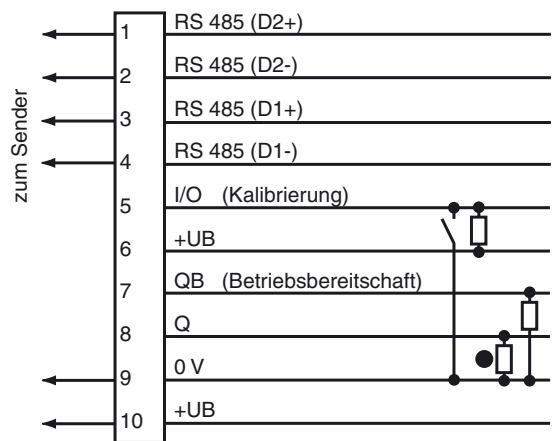 zum Sender
1 RS 485 (D2+)
2 RS 485 (D2-)
3 RS 485 (D1+)
4 RS 485 (D1-)
5 I/O (Kalibrierung)
6 +UB
7 QB (Betriebsbereitschaft)
8 Q
9 0 V
10 +UB